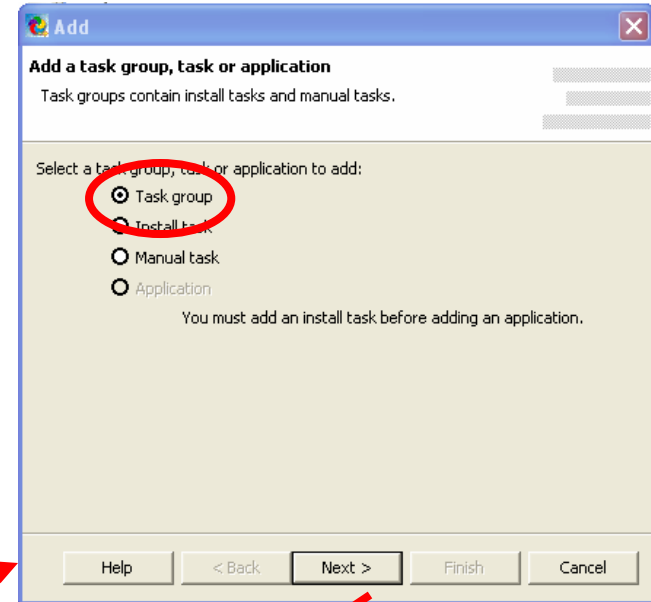 Add
Add a task group, task or application
Task groups contain install tasks and manual tasks.
Select a task group, task or application to add:
Task group
Install task
Manual task
Application
You must add an install task before adding an application.
Help < Back Next > Finish Cancel